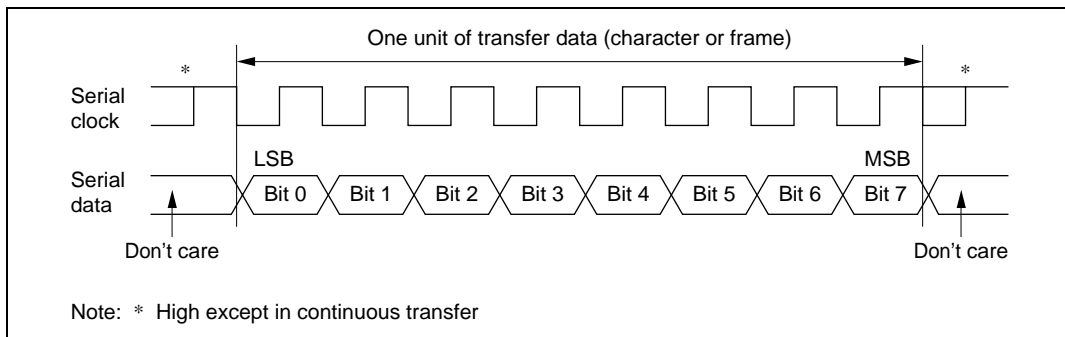 One unit of transfer data (character or frame)
* *
Serial
clock
LSB MSB
Serial
data
Bit 0 Bit 1 Bit 2 Bit 3 Bit 4 Bit 5 Bit 6 Bit 7
Don't care Don't care
Note: * High except in continuous transfer